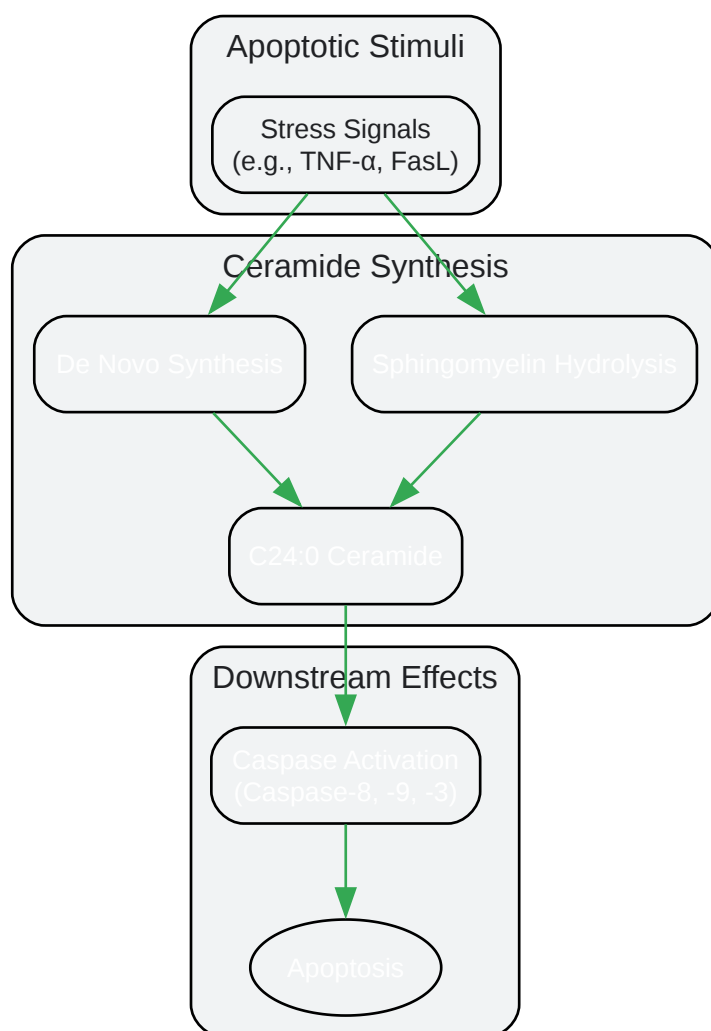 Apoptotic Stimuli
Stress Signals
(e.g., TNF-α, FasL)
Ceramide Synthesis
De Novo Synthesis
Sphingomyelin Hydrolysis
C24:0 Ceramide
Downstream Effects
Caspase Activation
(Caspase-8, -9, -3)
Apoptosis